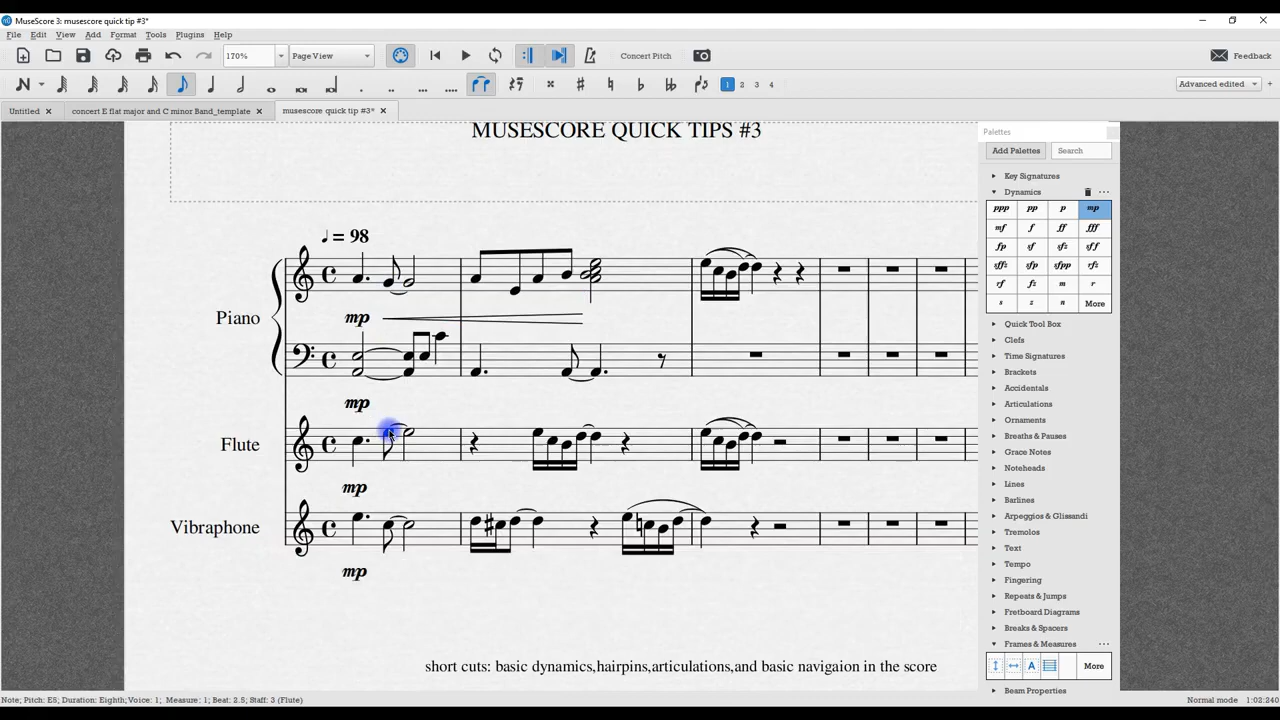 MuseScore 3: musescore quick tip #3*
File Edit View Add Format Tools Plugins Help
170% Page View Concert Pitch Feedback
1 2 3 4 Advanced edited +
Untitled concert E flat major and C minor Band_template musescore quick tip #3*
MUSESCORE QUICK TIPS #3
= 98
Piano
mp
mp
Flute
mp
Vibraphone
mp
short cuts: basic dynamics,hairpins,articulations,and basic navigaion in the score
Palettes
Add Palettes Search
Key Signatures
Dynamics ...
ppp pp p mp
mf f ff fff
fp sf sfz sff
sffz sfp sfpp rfz
rf fz m r
s z n More
Quick Tool Box
Clefs
Time Signatures
Brackets
Accidentals
Articulations
Ornaments
Breaths & Pauses
Grace Notes
Noteheads
Lines
Barlines
Arpeggios & Glissandi
Tremolos
Text
Tempo
Fingering
Repeats & Jumps
Fretboard Diagrams
Breaks & Spacers
Frames & Measures ...
A More
Beam Properties
Note; Pitch: E5; Duration: Eighth; Voice: 1; Measure: 1; Beat: 2.5; Staff: 3 (Flute) Normal mode 1:02:240